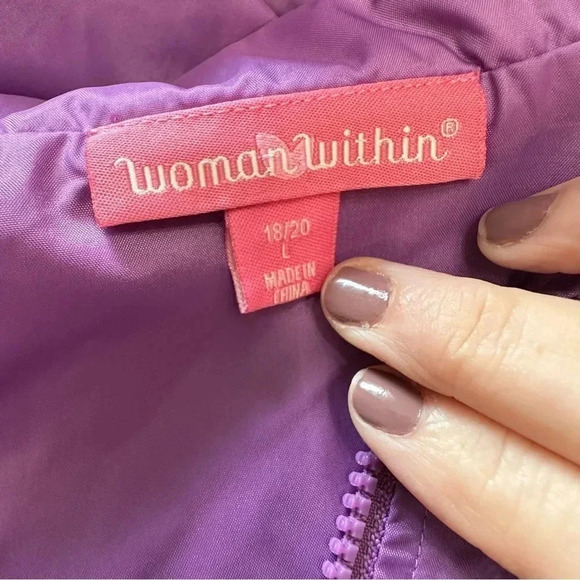 woman within®
18/20
L
MADE IN
CHINA